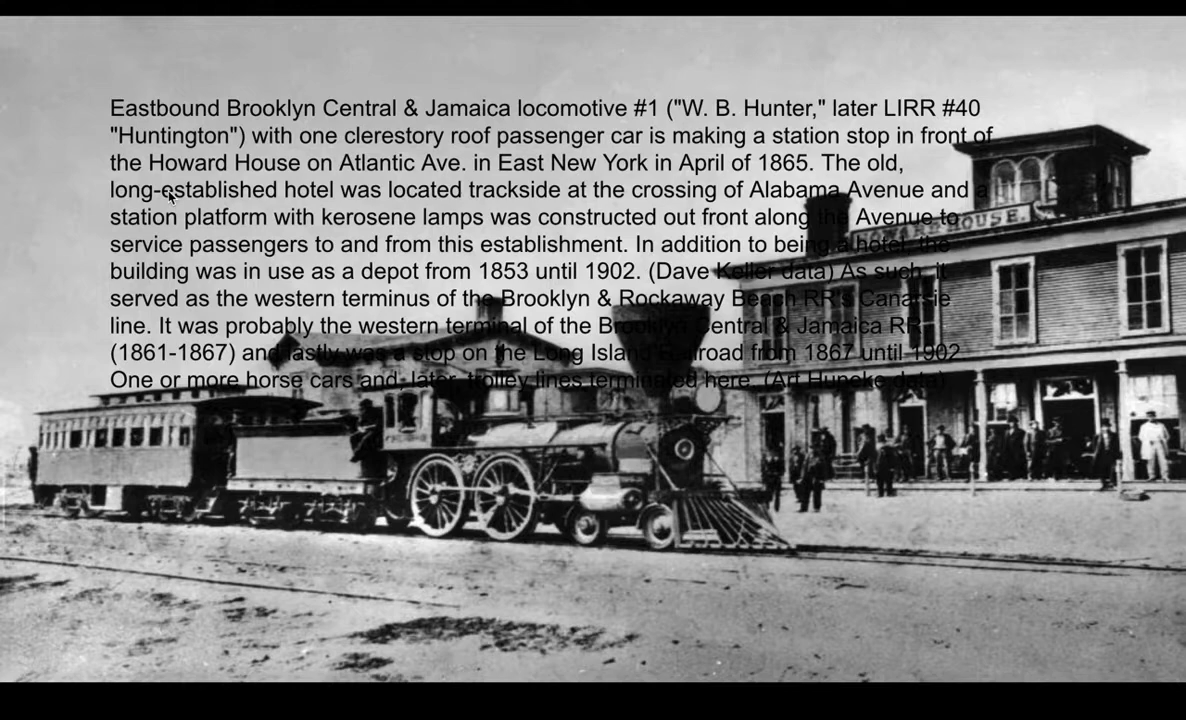 Eastbound Brooklyn Central & Jamaica locomotive #1 ("W. B. Hunter," later LIRR #40
"Huntington") with one clerestory roof passenger car is making a station stop in front of
the Howard House on Atlantic Ave. in East New York in April of 1865. The old,
long-established hotel was located trackside at the crossing of Alabama Avenue and a
station platform with kerosene lamps was constructed out front along the Avenue to
service passengers to and from this establishment. In addition to being a hotel, the
building was in use as a depot from 1853 until 1902. (Dave Keller data) As such, it
served as the western terminus of the Brooklyn & Rockaway Beach RR's Canarsie
line. It was probably the western terminal of the Brooklyn Central & Jamaica RR
(1861-1867) and lastly was a stop on the Long Island Railroad from 1867 until 1902.
One or more horse cars and, later, trolley lines terminated here. (Art Huneke data)
HOWARD HOUSE.